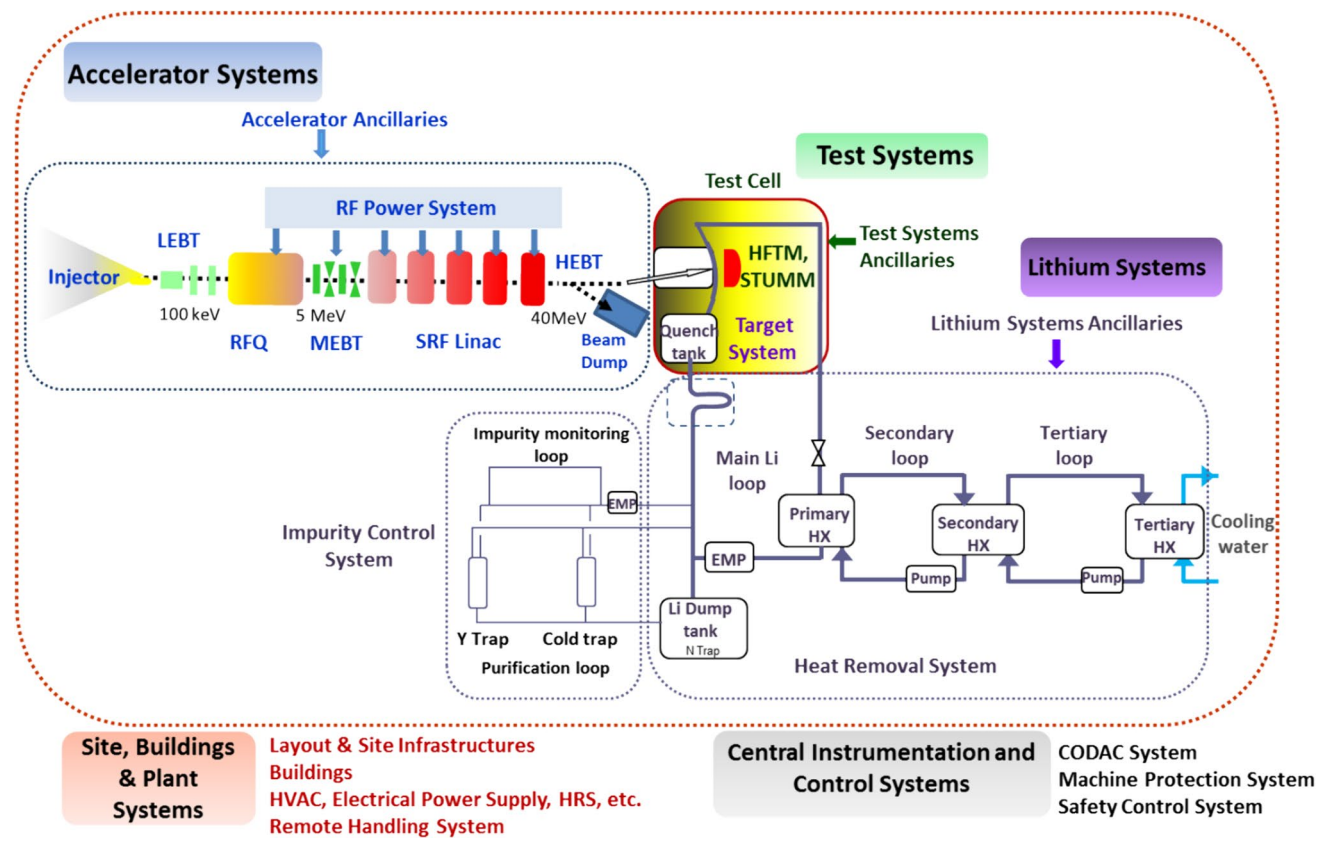 Accelerator Systems
Accelerator Ancillaries
RF Power System
LEBT
Injector
100 keV
RFQ
5 MeV
MEBT
SRF Linac
HEBT
40MeV
Beam
Dump
Test Systems
Test Cell
HFTM,
STUMM
Test Systems
Ancillaries
Quench
tank
Target
System
Lithium Systems
Lithium Systems Ancillaries
Impurity monitoring
loop
EMP
Impurity Control
System
Y Trap
Cold trap
Purification loop
Main Li
loop
Secondary
loop
Tertiary
loop
Primary
HX
Secondary
HX
Tertiary
HX
Cooling
water
EMP
Pump
Pump
Li Dump
tank
N Trap
Heat Removal System
Site, Buildings
& Plant
Systems
Layout & Site Infrastructures
Buildings
HVAC, Electrical Power Supply, HRS, etc.
Remote Handling System
Central Instrumentation and
Control Systems
CODAC System
Machine Protection System
Safety Control System